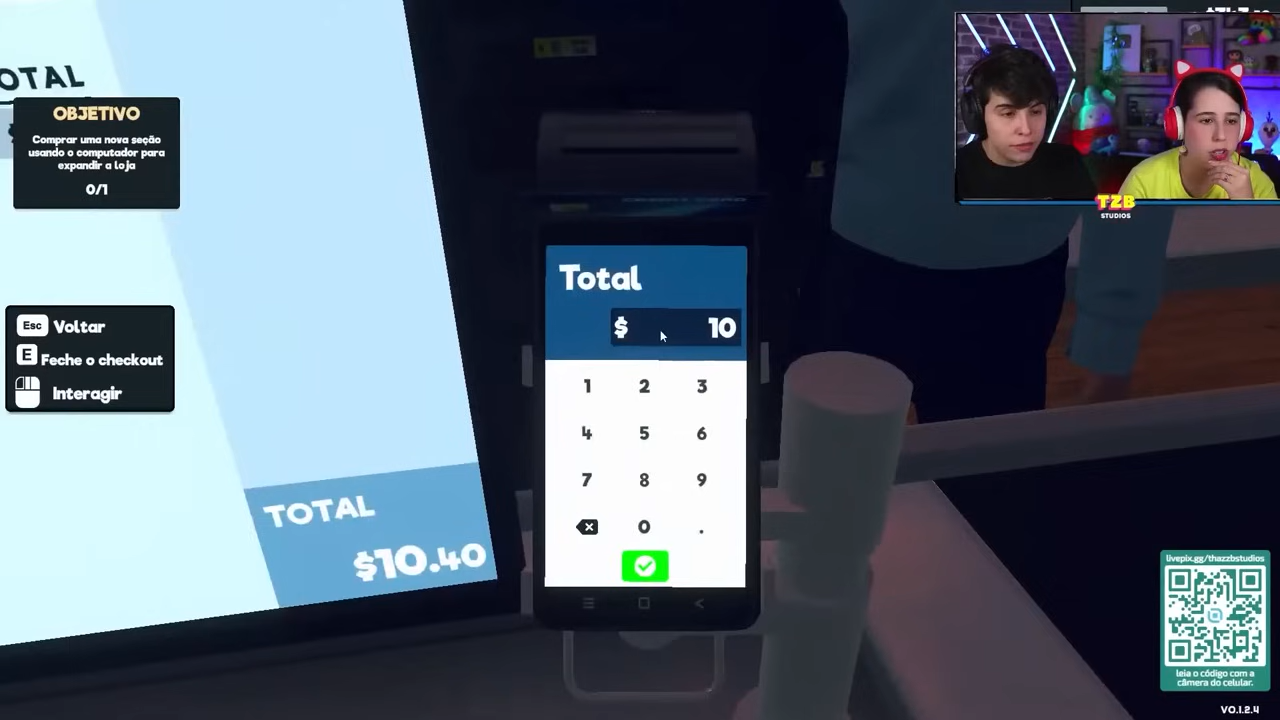 OTAL
OBJETIVO
Comprar uma nova seção
usando o computador para
expandir a loja
0/1
Esc Voltar
E Feche o checkout
Interagir
TOTAL
$10.40
Total
$ 10
1 2 3
4 5 6
7 8 9
0 .
TZB
STUDIOS
livepix.gg/thazzbstudios
leia o código com a
câmera do celular.
V0.1.2.4